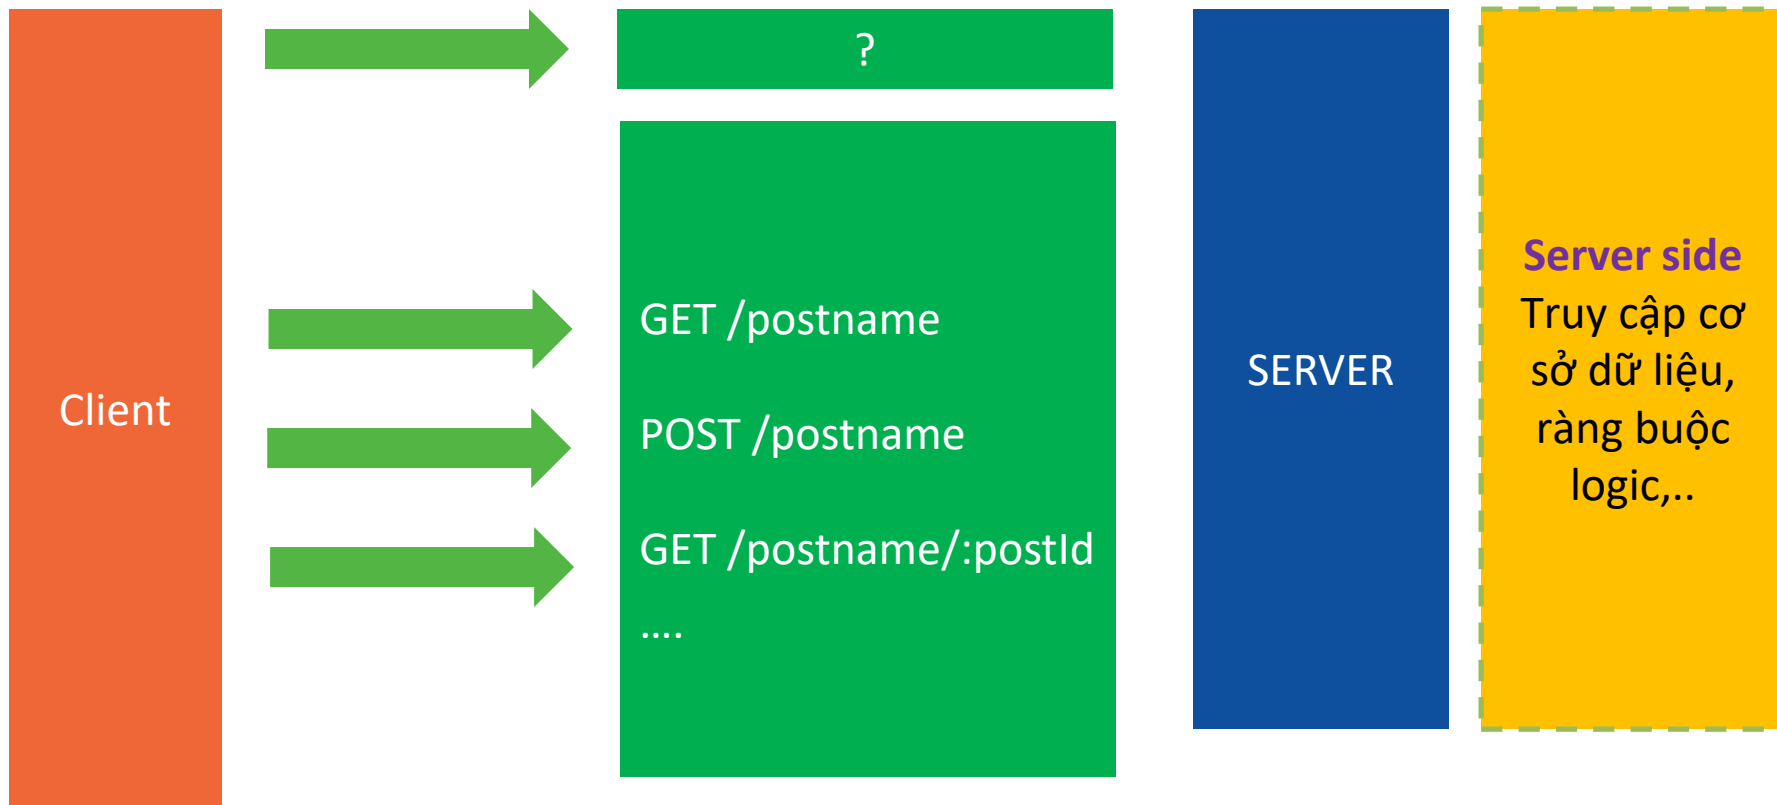 Client
?
GET /postname
POST /postname
GET /postname/:postId
....
SERVER
Server side
Truy cập cơ
sở dữ liệu,
ràng buộc
logic,..